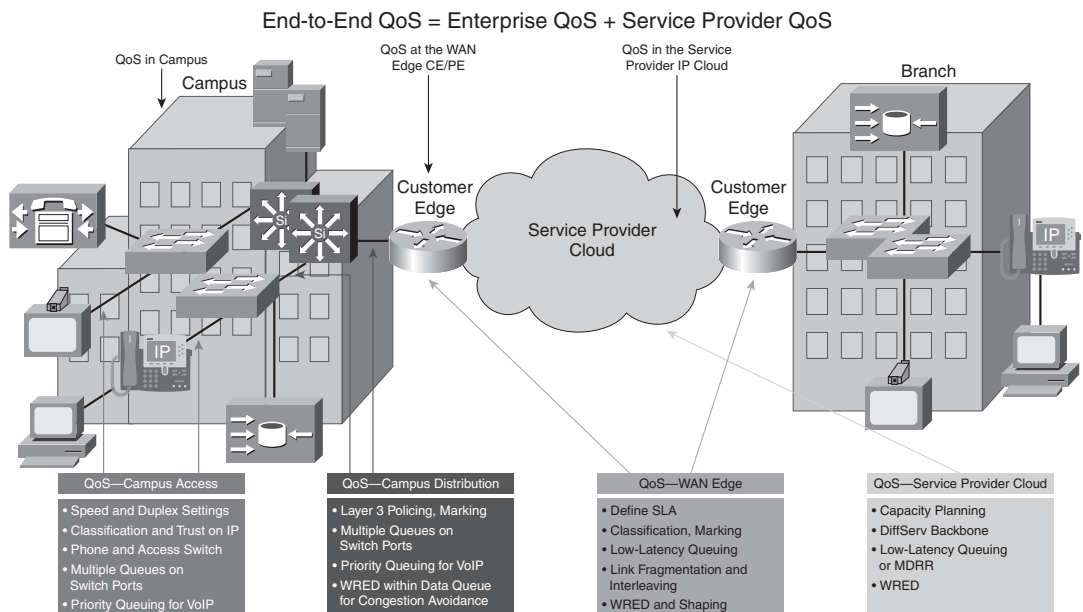 End-to-End QoS = Enterprise QoS + Service Provider QoS
QoS in Campus
Campus
QoS at the WAN
Edge CE/PE
QoS in the Service
Provider IP Cloud
Branch
Customer
Edge
Service Provider
Cloud
Customer
Edge
Si
Si
IP
IP
QoS—Campus Access
• Speed and Duplex Settings
• Classification and Trust on IP
• Phone and Access Switch
• Multiple Queues on
Switch Ports
• Priority Queuing for VoIP
QoS—Campus Distribution
• Layer 3 Policing, Marking
• Multiple Queues on
Switch Ports
• Priority Queuing for VoIP
• WRED within Data Queue
for Congestion Avoidance
QoS—WAN Edge
• Define SLA
• Classification, Marking
• Low-Latency Queuing
• Link Fragmentation and
Interleaving
• WRED and Shaping
QoS—Service Provider Cloud
• Capacity Planning
• DiffServ Backbone
• Low-Latency Queuing
or MDRR
• WRED